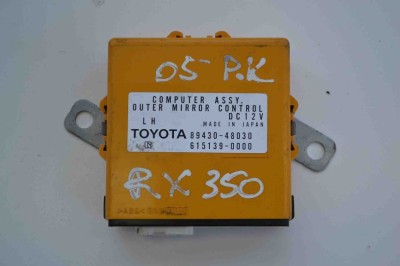 05 P.K
COMPUTER ASSY,
OUTER MIRROR CONTROL
DC12V
LH
MADE IN JAPAN
TOYOTA 89430-48030
615139-0000
RX 350